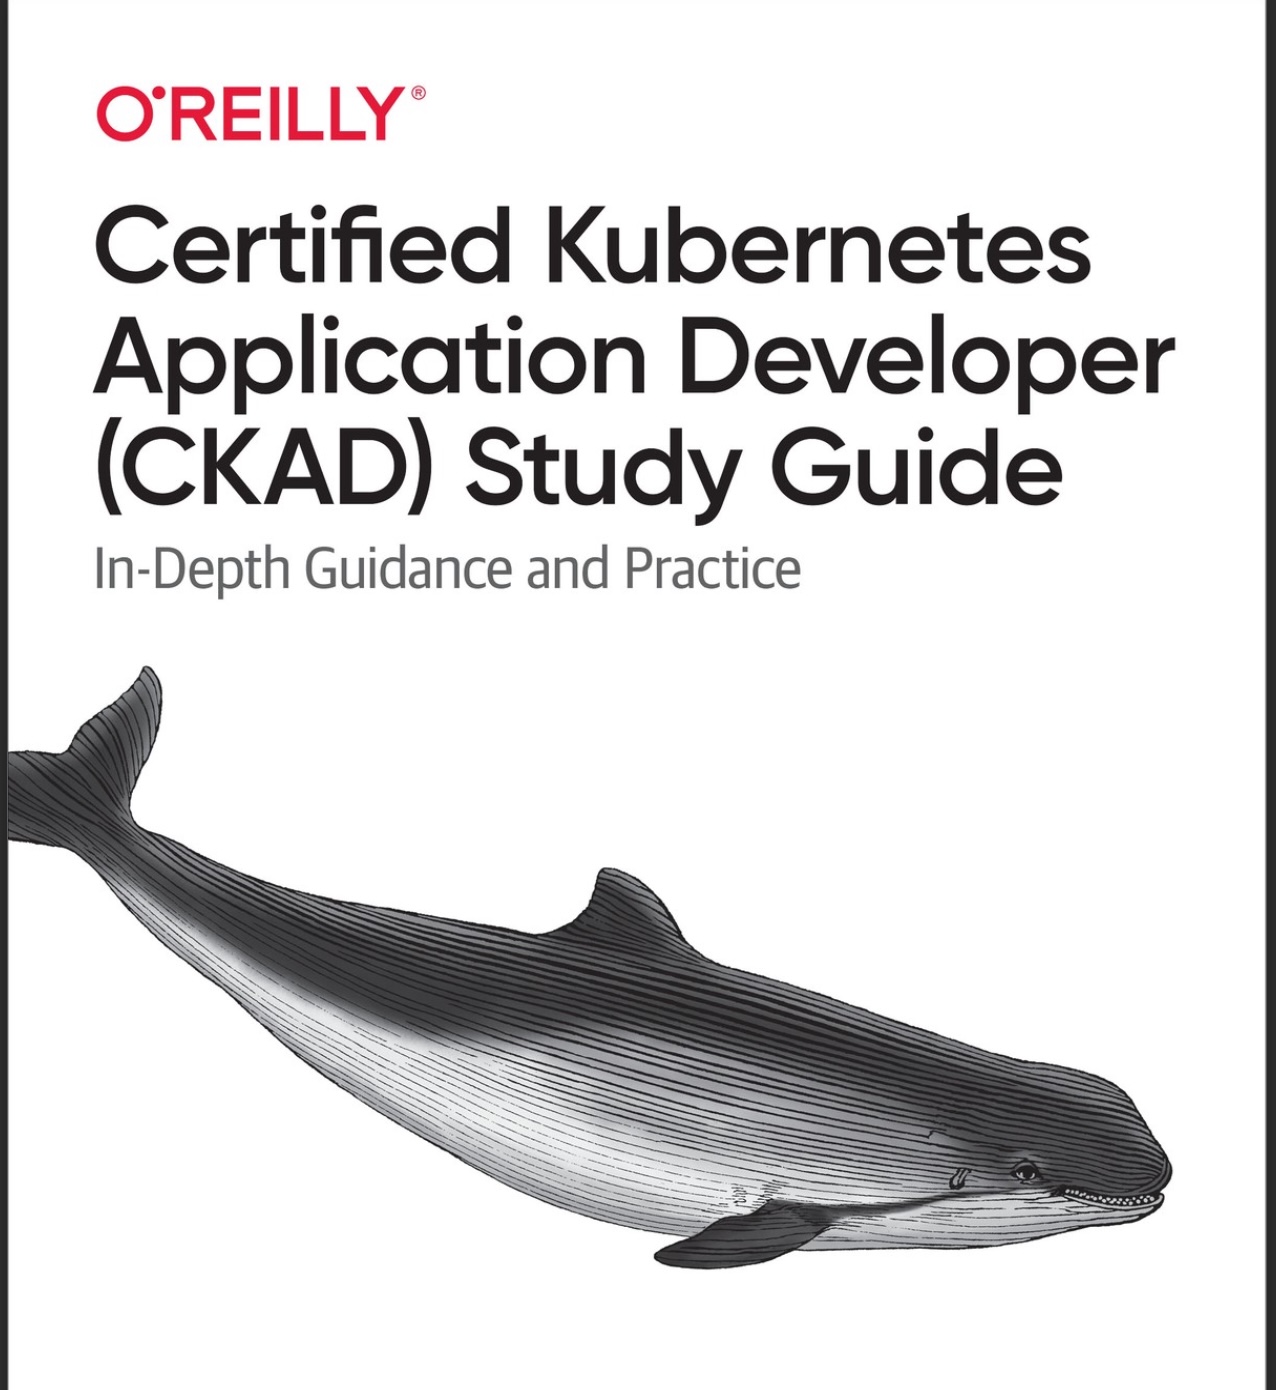 O'REILLY®
Certified Kubernetes
Application Developer
(CKAD) Study Guide
In-Depth Guidance and Practice